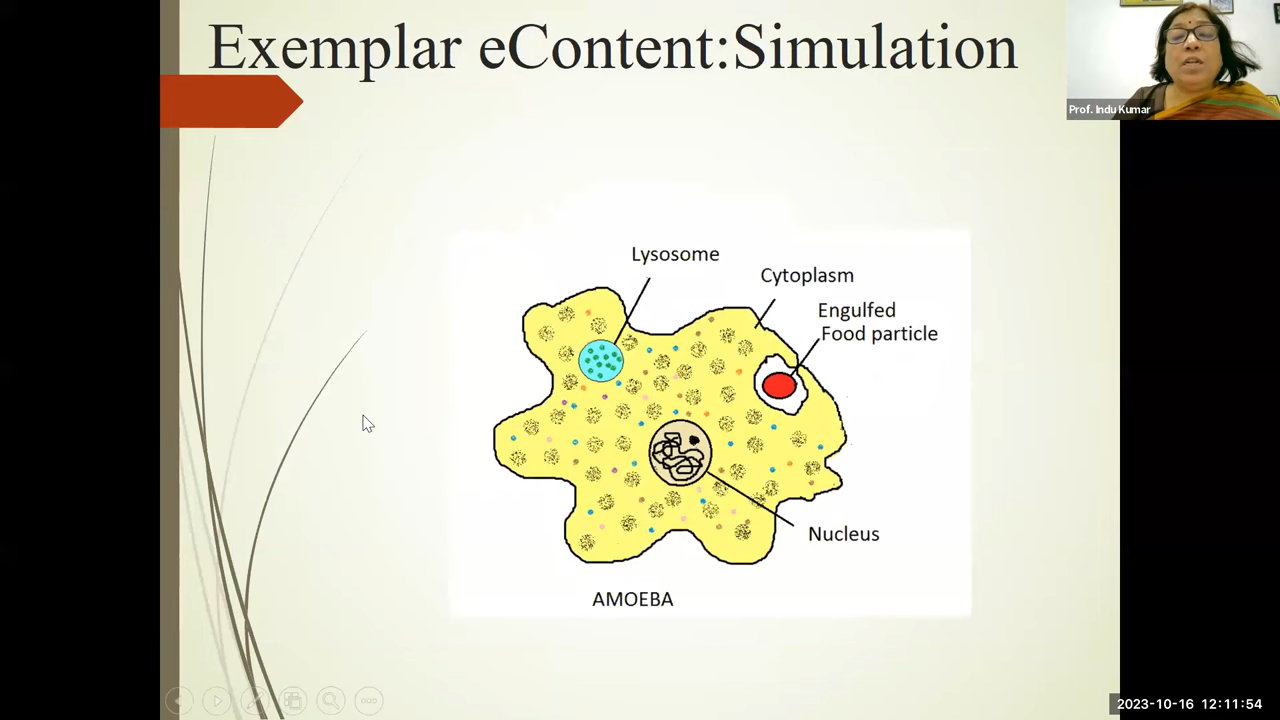 Exemplar eContent:Simulation
Prof. Indu Kumar
Lysosome
Cytoplasm
Engulfed
Food particle
Nucleus
AMOEBA
2023-10-16 12:11:54